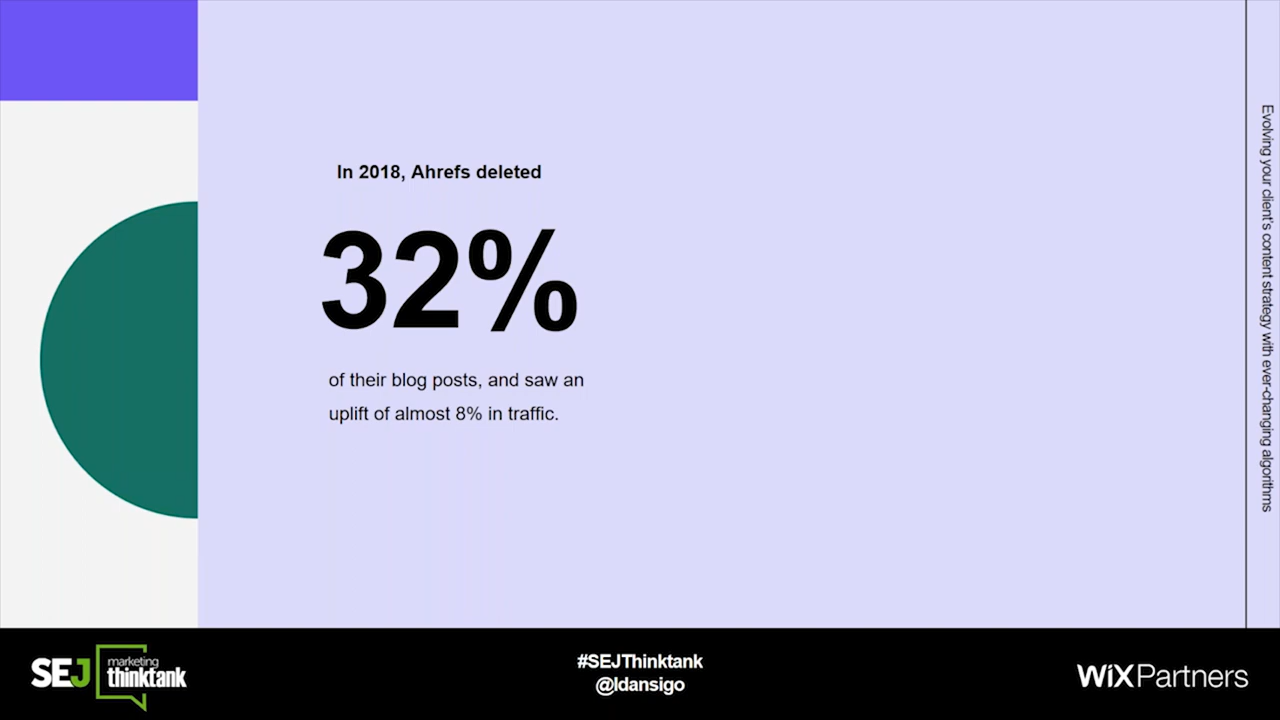 In 2018, Ahrefs deleted
32%
of their blog posts, and saw an
uplift of almost 8% in traffic.
Evolving your client's content strategy with ever-changing algorithms
SEJ marketing thinktank
#SEJThinktank
@Idansigo
WiX Partners